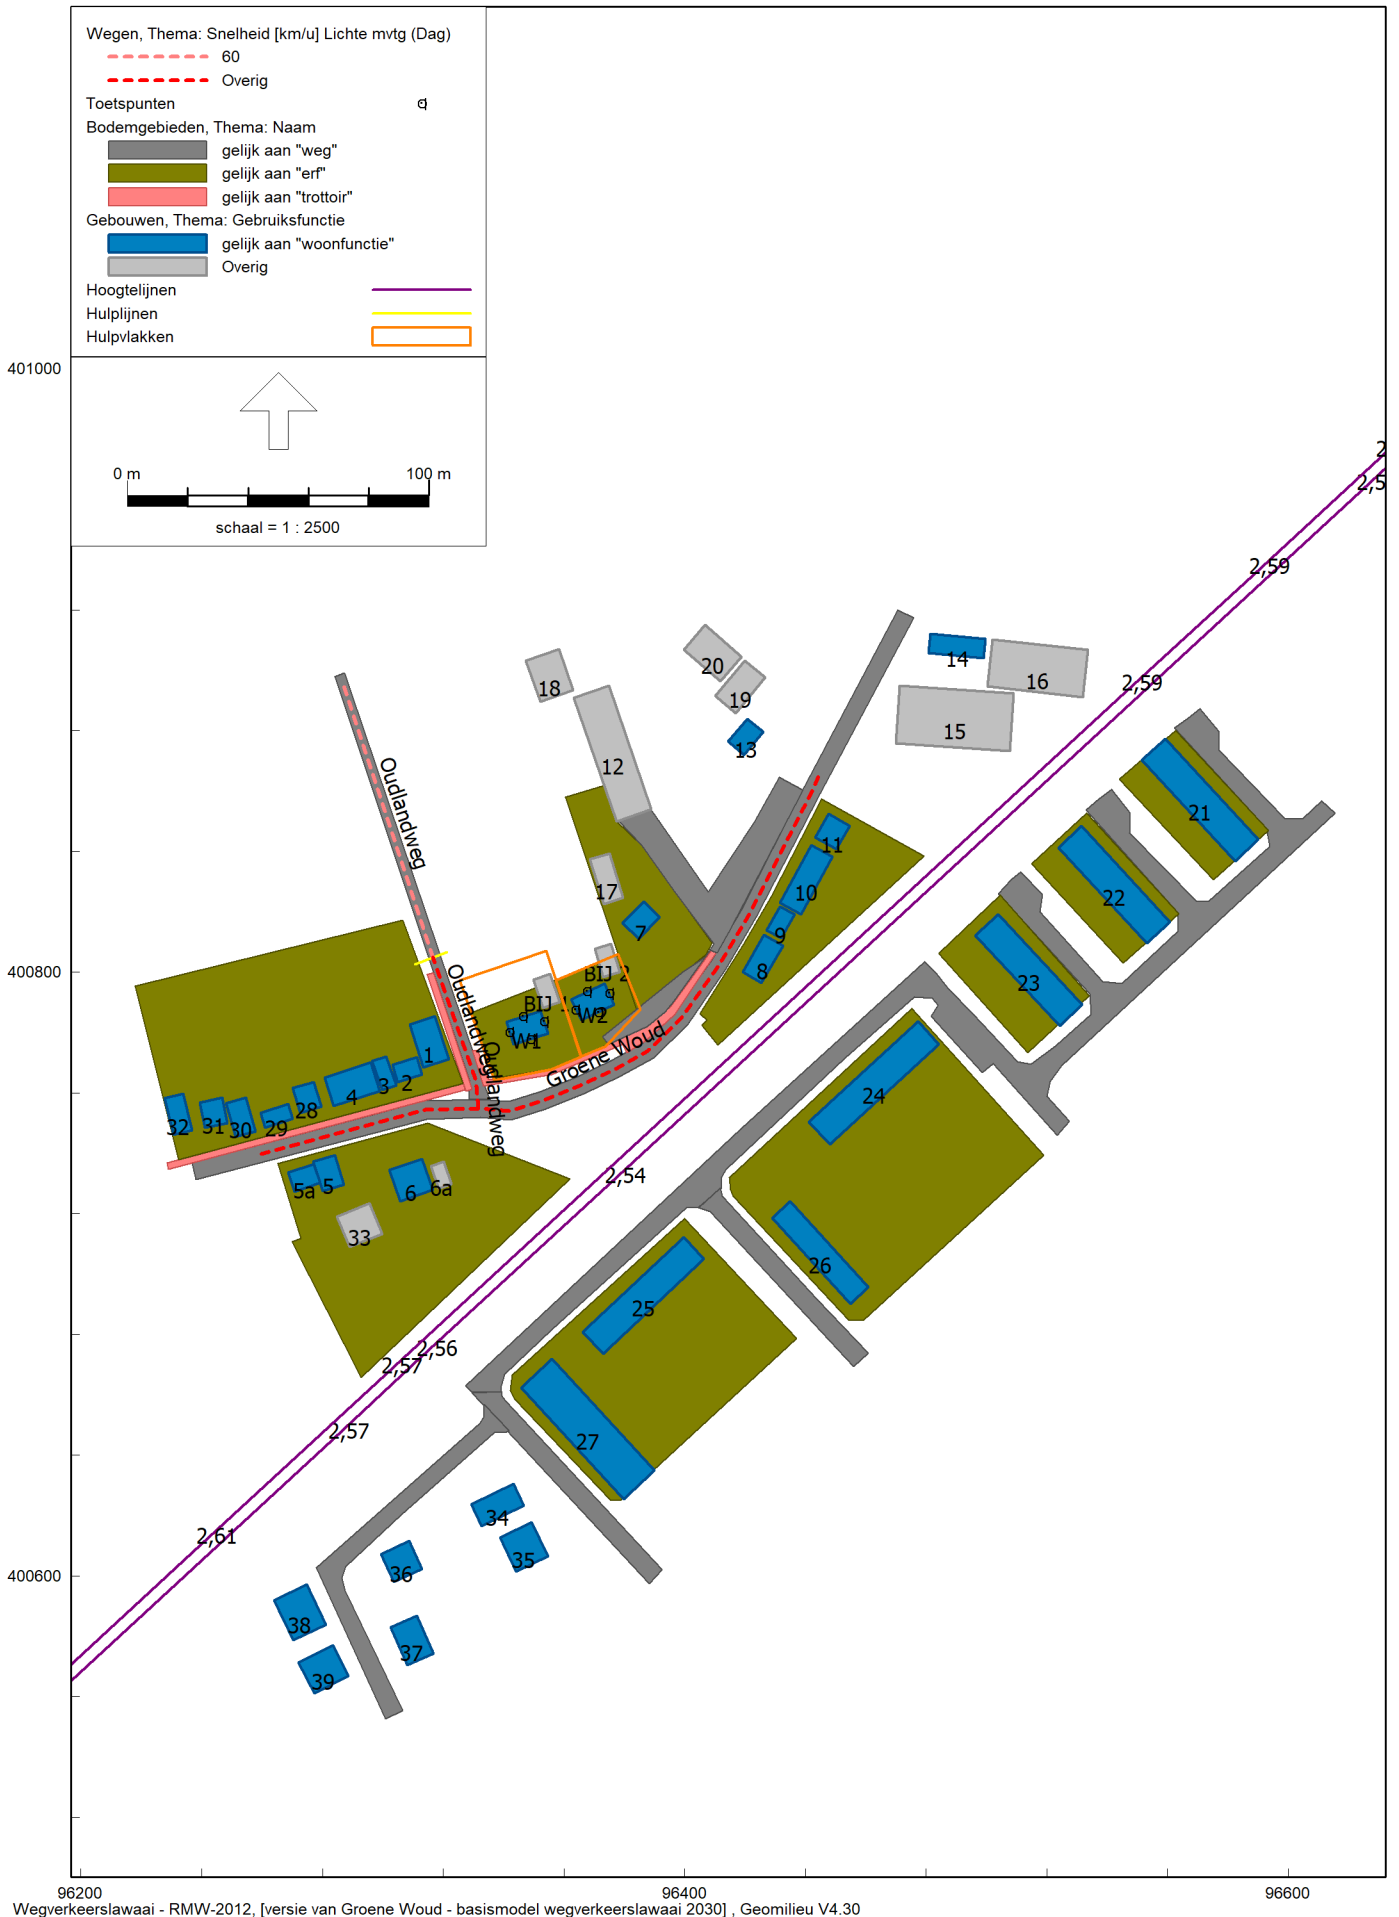 Wegen, Thema: Snelheid [km/u] Lichte mvtg (Dag)
60
Overig
Toetspunten
Bodemgebieden, Thema: Naam
gelijk aan "weg"
gelijk aan "erf"
gelijk aan "trottoir"
Gebouwen, Thema: Gebruiksfunctie
gelijk aan "woonfunctie"
Overig
Hoogtelijnen
Hulplijnen
Hulpvlakken
401000
0 m 100 m
schaal = 1 : 2500
2
2,5
2,59
20
18
14
16
19
2,59
15
13
12
Oudlandweg
21
11
17
10
22
7
9
8
400800
BIJ 2
23
Oudlandweg
BIJ 1
W2
W1
1
Groene Woud
Oudlandweg
3
2
4
24
28
32
31
30
29
2,54
5a
5
6
6a
33
26
25
2,56
2,57
2,57
27
34
2,61
35
36
400600
38
37
39
96200
96400
96600
Wegverkeerslawaai - RMW-2012, [versie van Groene Woud - basismodel wegverkeerslawaai 2030] , Geomilieu V4.30